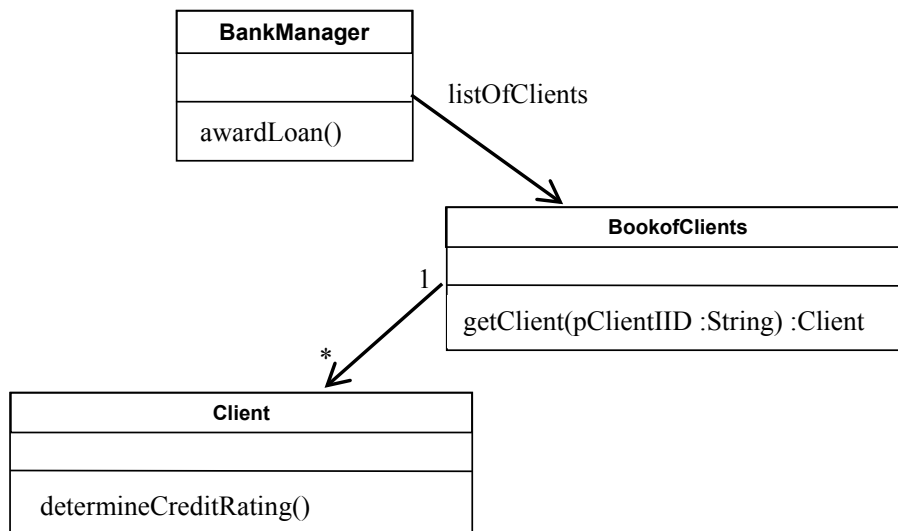 BankManager
listOfClients
awardLoan()
BookofClients
1
getClient(pClientIID :String) :Client
*
Client
determineCreditRating()